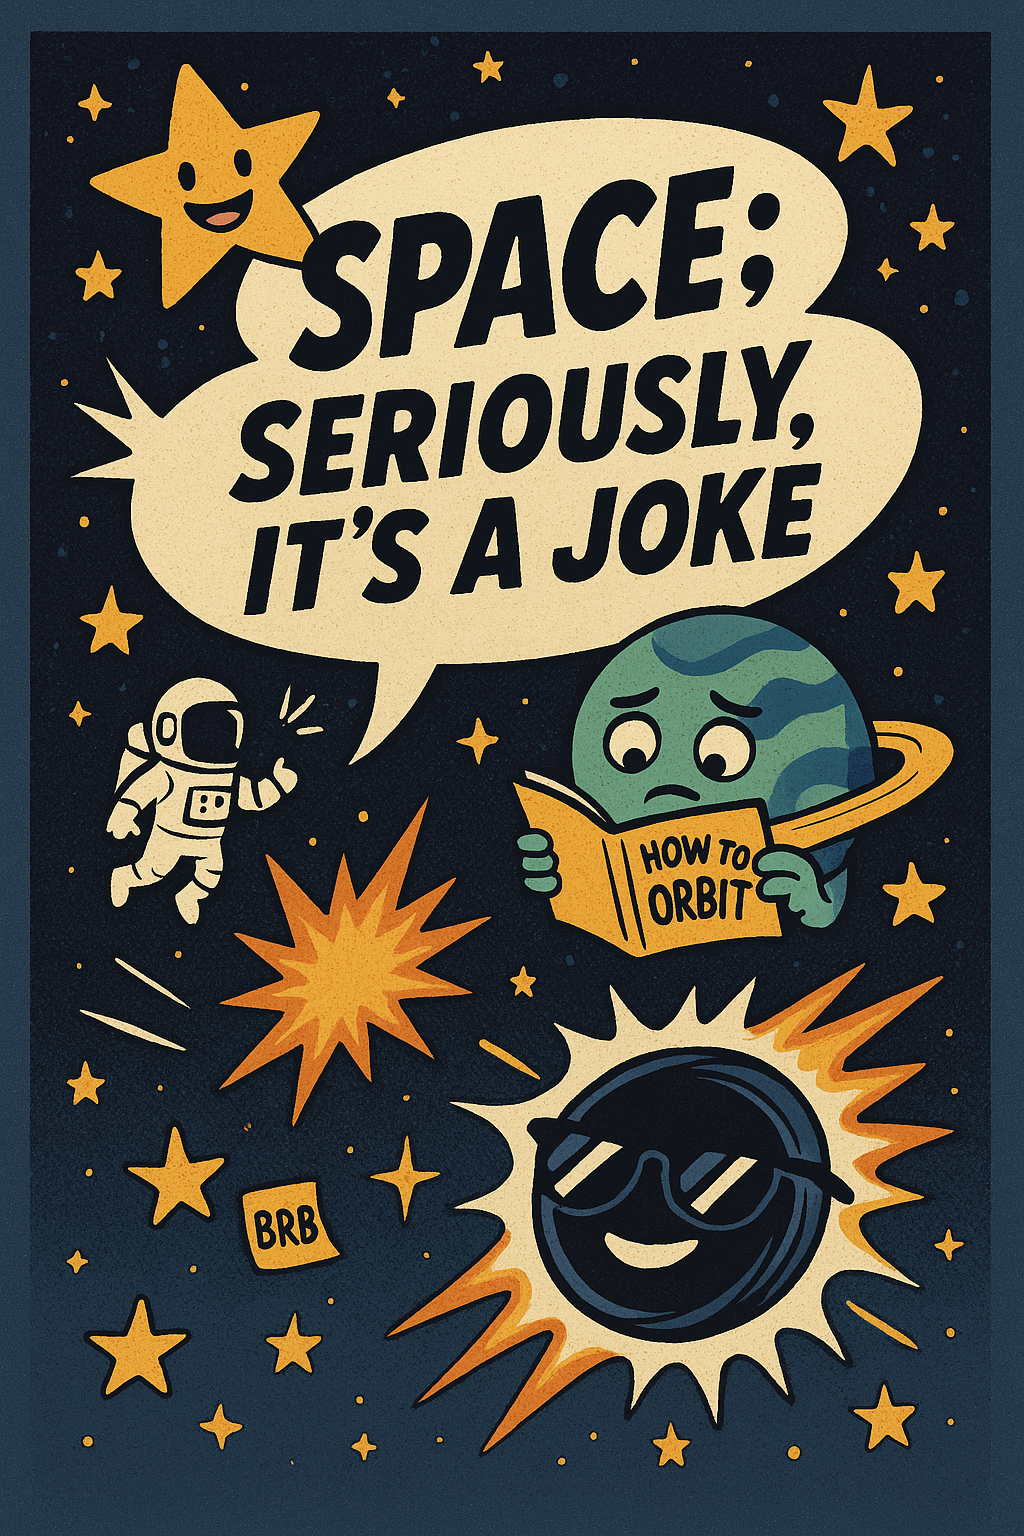 SPACE;
SERIOUSLY,
IT'S A JOKE
HOW TO
ORBIT
BRB